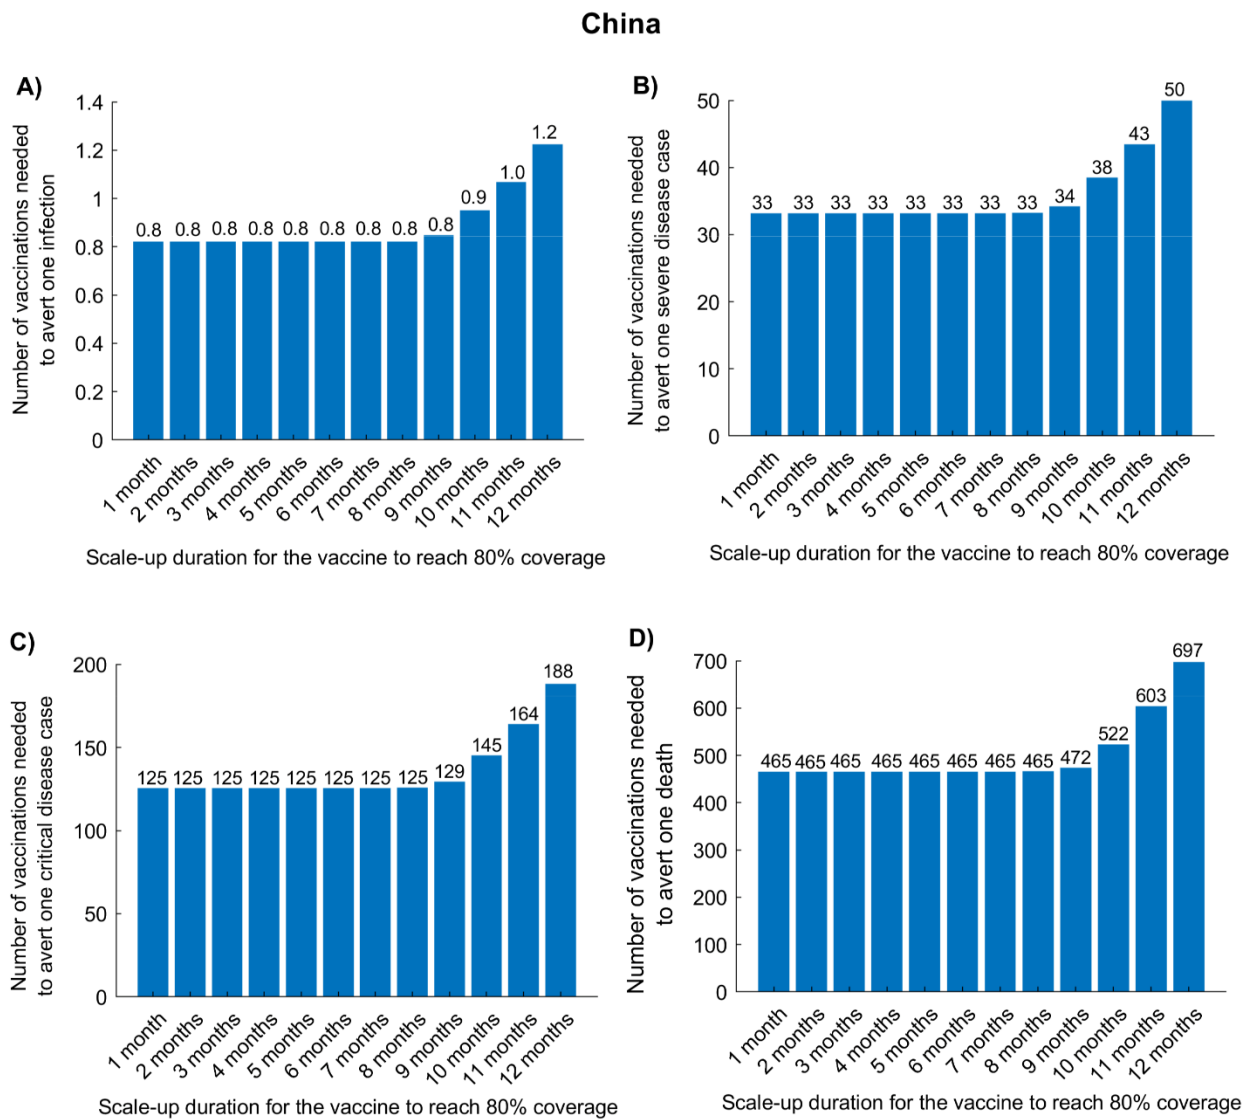 China
A)
Number of vaccinations needed
to avert one infection
1.4
1.2
1
0.8
0.6
0.4
0.2
0
0.8 0.8 0.8 0.8 0.8 0.8 0.8 0.8 0.8 0.9 1.0 1.2
1 month
2 months
3 months
4 months
5 months
6 months
7 months
8 months
9 months
10 months
11 months
12 months
Scale-up duration for the vaccine to reach 80% coverage
B)
Number of vaccinations needed
to avert one severe disease case
50
40
30
20
10
0
33 33 33 33 33 33 33 33 34 38 43 50
1 month
2 months
3 months
4 months
5 months
6 months
7 months
8 months
9 months
10 months
11 months
12 months
Scale-up duration for the vaccine to reach 80% coverage
C)
Number of vaccinations needed
to avert one critical disease case
200
150
100
50
0
125 125 125 125 125 125 125 125 129 145 164 188
1 month
2 months
3 months
4 months
5 months
6 months
7 months
8 months
9 months
10 months
11 months
12 months
Scale-up duration for the vaccine to reach 80% coverage
D)
Number of vaccinations needed
to avert one death
700
600
500
400
300
200
100
0
465 465 465 465 465 465 465 465 472 522 603 697
1 month
2 months
3 months
4 months
5 months
6 months
7 months
8 months
9 months
10 months
11 months
12 months
Scale-up duration for the vaccine to reach 80% coverage